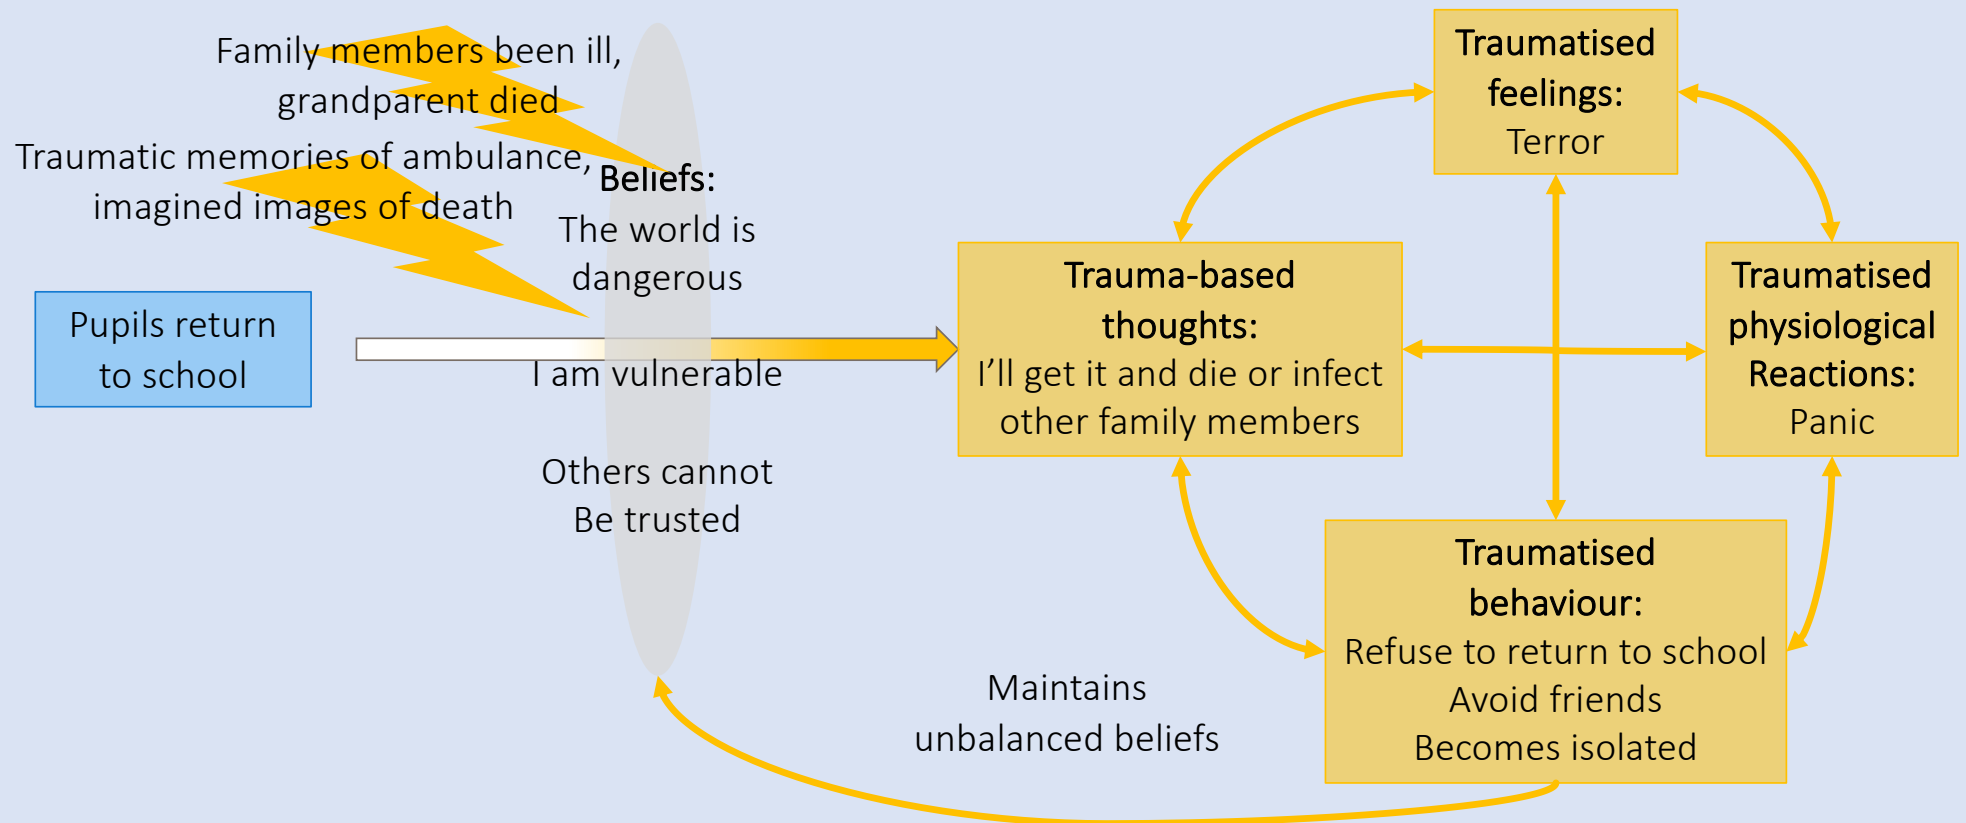 Family members been ill,
grandparent died
Traumatic memories of ambulance,
imagined images of death
Pupils return
to school
Beliefs:
The world is
dangerous
I am vulnerable
Others cannot
Be trusted
Trauma-based
thoughts:
I’ll get it and die or infect
other family members
Traumatised
feelings:
Terror
Traumatised
physiological
Reactions:
Panic
Traumatised
behaviour:
Refuse to return to school
Avoid friends
Becomes isolated
Maintains
unbalanced beliefs